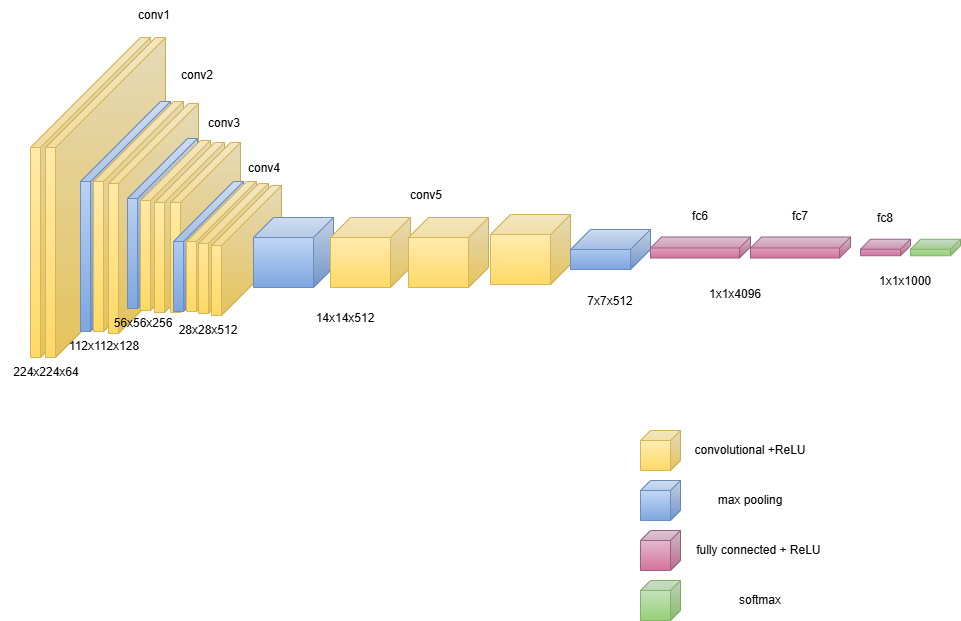 conv1
conv2
conv3
conv4
conv5
fc6
fc7
fc8
224x224x64
112x112x128
56x56x256
28x28x512
14x14x512
7x7x512
1x1x4096
1x1x1000
convolutional +ReLU
max pooling
fully connected + ReLU
softmax